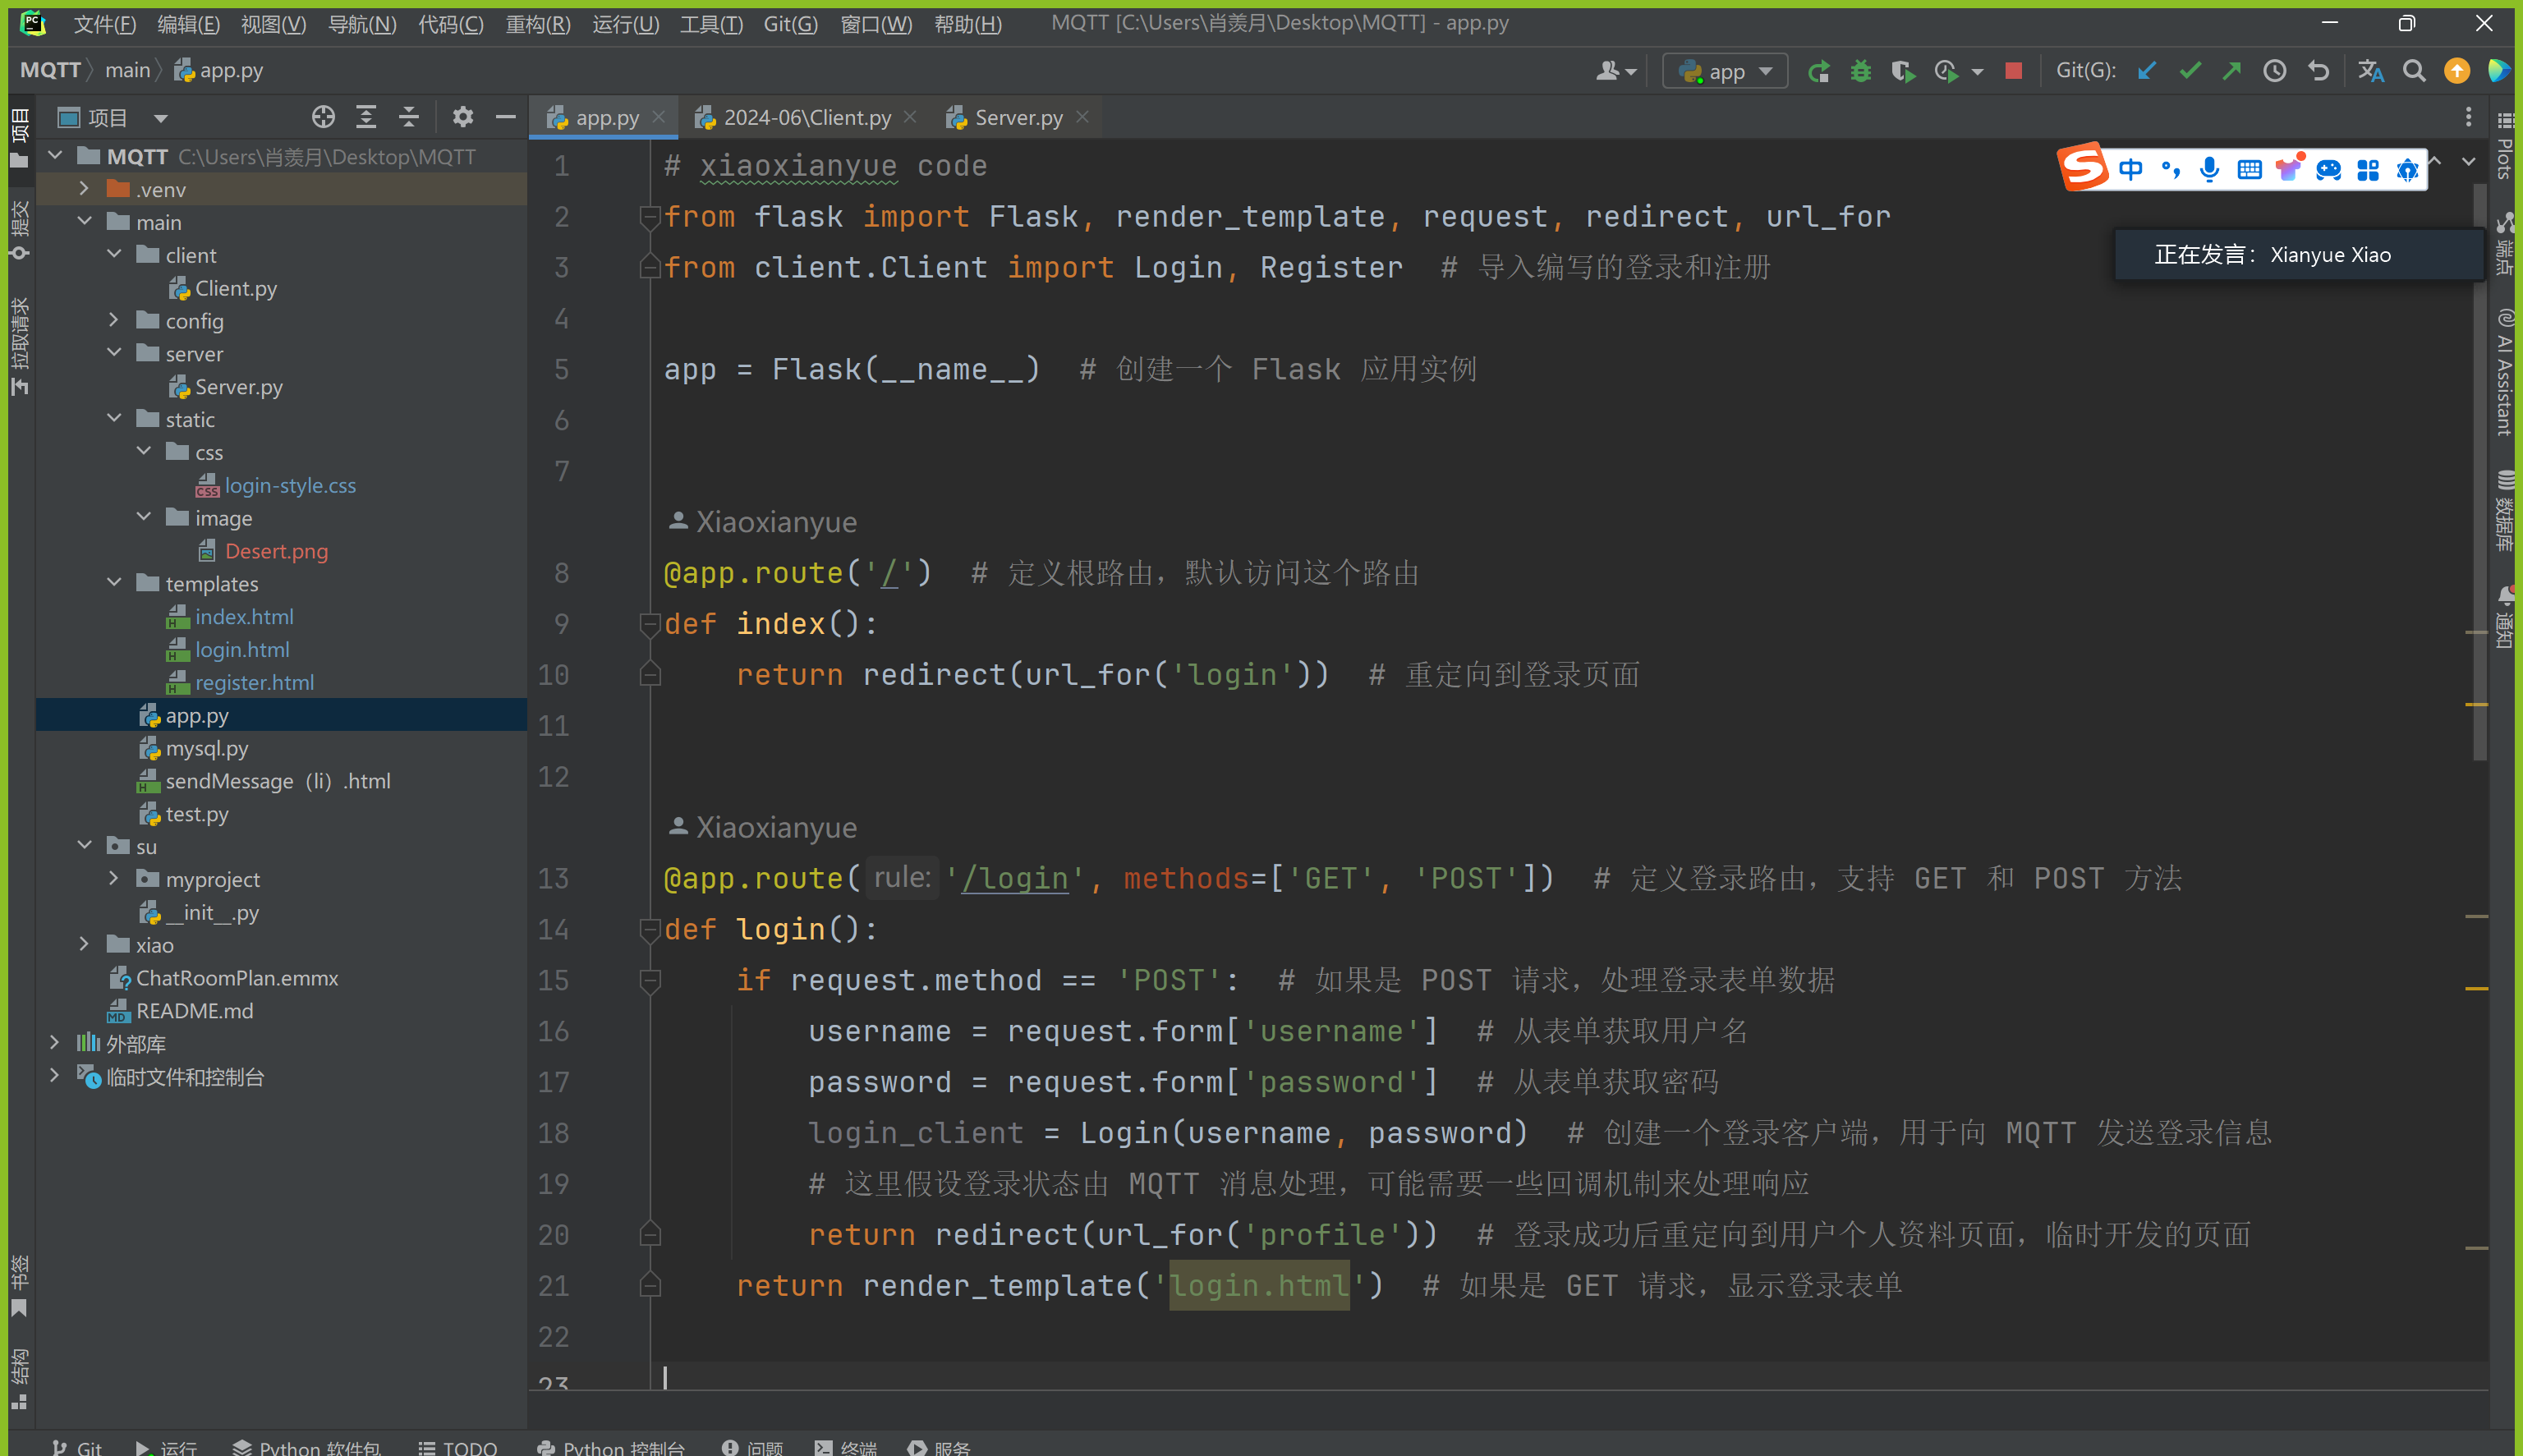 文件(F) 编辑(E) 视图(V) 导航(N) 代码(C) 重构(R) 运行(U) 工具(T) Git(G) 窗口(W) 帮助(H) MQTT [C:\Users\肖羡月\Desktop\MQTT] - app.py
MQTT main app.py app Git(G):
项目 app.py 2024-06\Client.py Server.py
MQTT C:\Users\肖羡月\Desktop\MQTT
.venv
main
client
Client.py
config
server
Server.py
static
css
login-style.css
image
Desert.png
templates
index.html
login.html
register.html
app.py
mysql.py
sendMessage（li）.html
test.py
su
myproject
__init__.py
xiao
ChatRoomPlan.emmx
README.md
外部库
临时文件和控制台
项目
提交
拉取请求
书签
结构
1 # xiaoxianyue code
2 from flask import Flask, render_template, request, redirect, url_for
3 from client.Client import Login, Register # 导入编写的登录和注册
4
5 app = Flask(__name__) # 创建一个 Flask 应用实例
6
7
Xiaoxianyue
8 @app.route('/') # 定义根路由，默认访问这个路由
9 def index():
10 return redirect(url_for('login')) # 重定向到登录页面
11
12
Xiaoxianyue
13 @app.route( rule: '/login', methods=['GET', 'POST']) # 定义登录路由，支持 GET 和 POST 方法
14 def login():
15 if request.method == 'POST': # 如果是 POST 请求，处理登录表单数据
16 username = request.form['username'] # 从表单获取用户名
17 password = request.form['password'] # 从表单获取密码
18 login_client = Login(username, password) # 创建一个登录客户端，用于向 MQTT 发送登录信息
19 # 这里假设登录状态由 MQTT 消息处理，可能需要一些回调机制来处理响应
20 return redirect(url_for('profile')) # 登录成功后重定向到用户个人资料页面，临时开发的页面
21 return render_template('login.html') # 如果是 GET 请求，显示登录表单
22
23
中
正在发言： Xianyue Xiao
Plots
端点
AI Assistant
数据库
通知
Git 运行 Python 软件包 TODO Python 控制台 问题 终端 服务